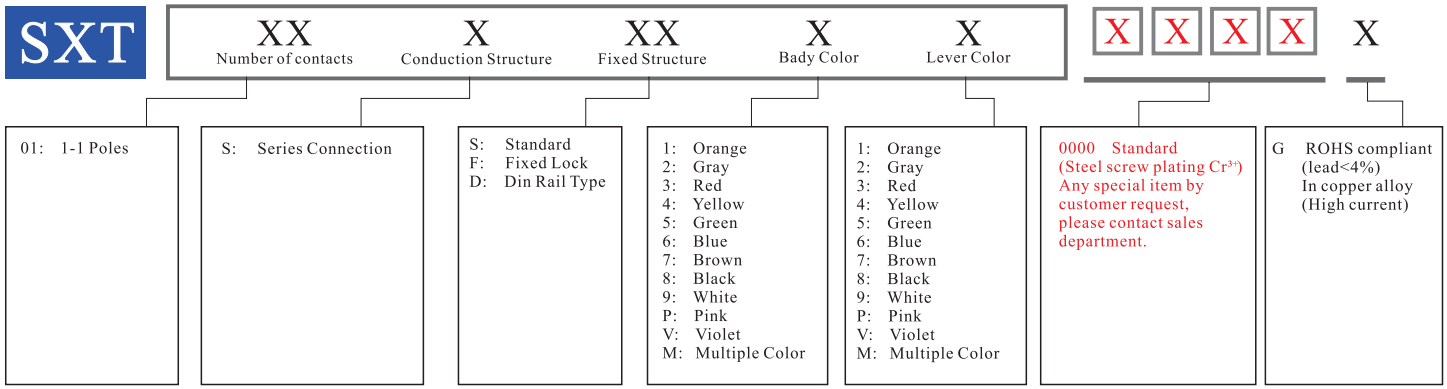 SXT
XX X XX X X X X X X X
Number of contacts Conduction Structure Fixed Structure Bady Color Lever Color
01: 1-1 Poles
S: Series Connection
S: Standard
F: Fixed Lock
D: Din Rail Type
1: Orange
2: Gray
3: Red
4: Yellow
5: Green
6: Blue
7: Brown
8: Black
9: White
P: Pink
V: Violet
M: Multiple Color
1: Orange
2: Gray
3: Red
4: Yellow
5: Green
6: Blue
7: Brown
8: Black
9: White
P: Pink
V: Violet
M: Multiple Color
0000 Standard
(Steel screw plating Cr³⁺)
Any special item by
customer request,
please contact sales
department.
G ROHS compliant
(lead<4%)
In copper alloy
(High current)